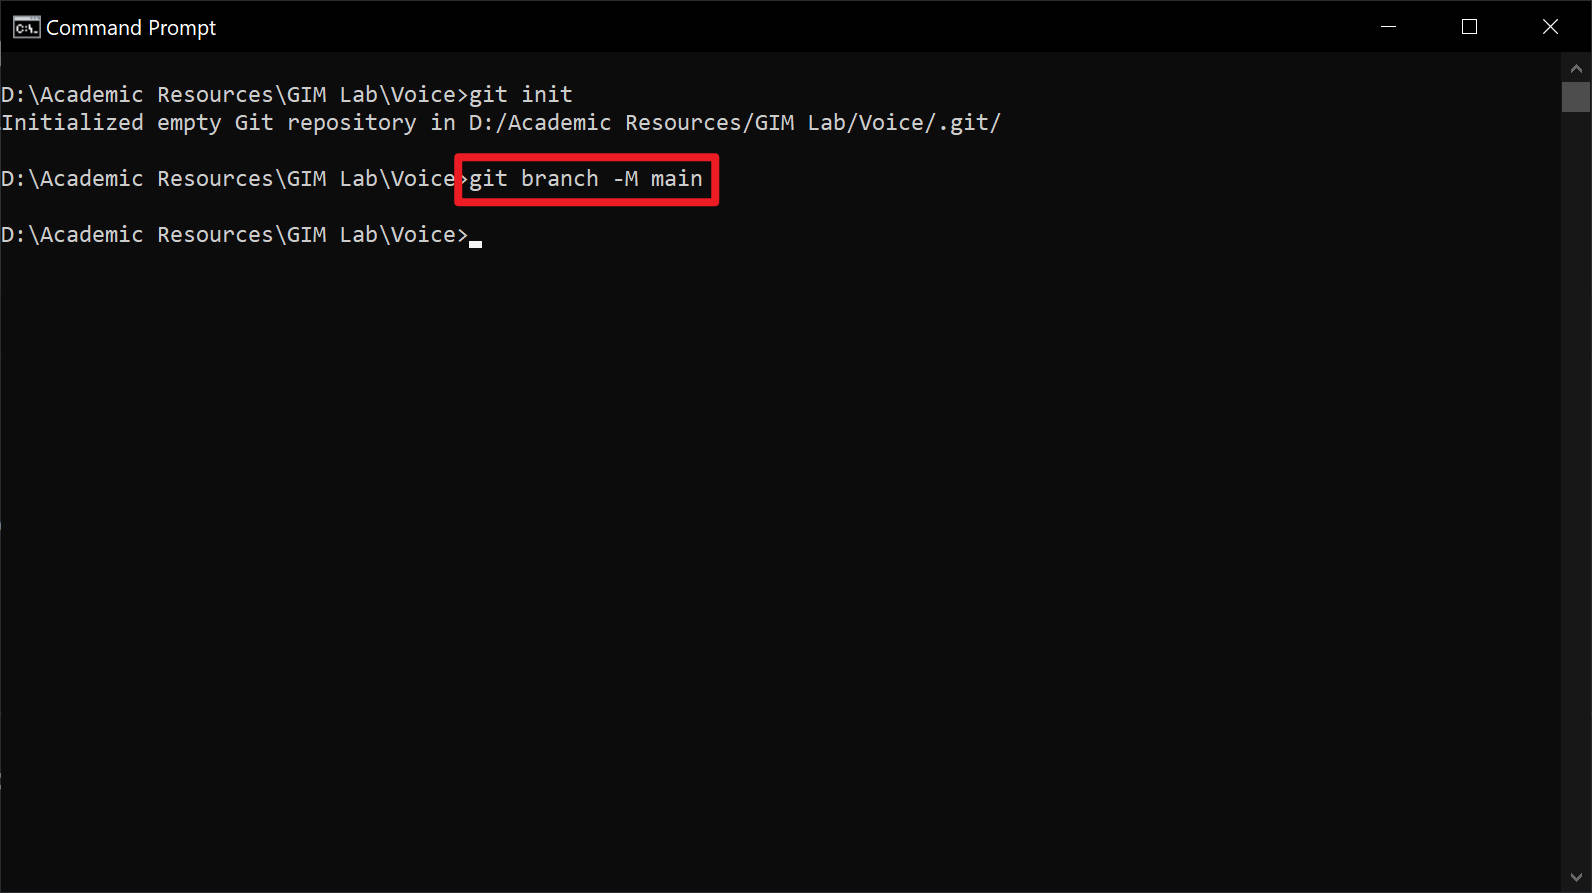 Command Prompt
D:\Academic Resources\GIM Lab\Voice>git init
Initialized empty Git repository in D:/Academic Resources/GIM Lab/Voice/.git/
D:\Academic Resources\GIM Lab\Voice>git branch -M main
D:\Academic Resources\GIM Lab\Voice>